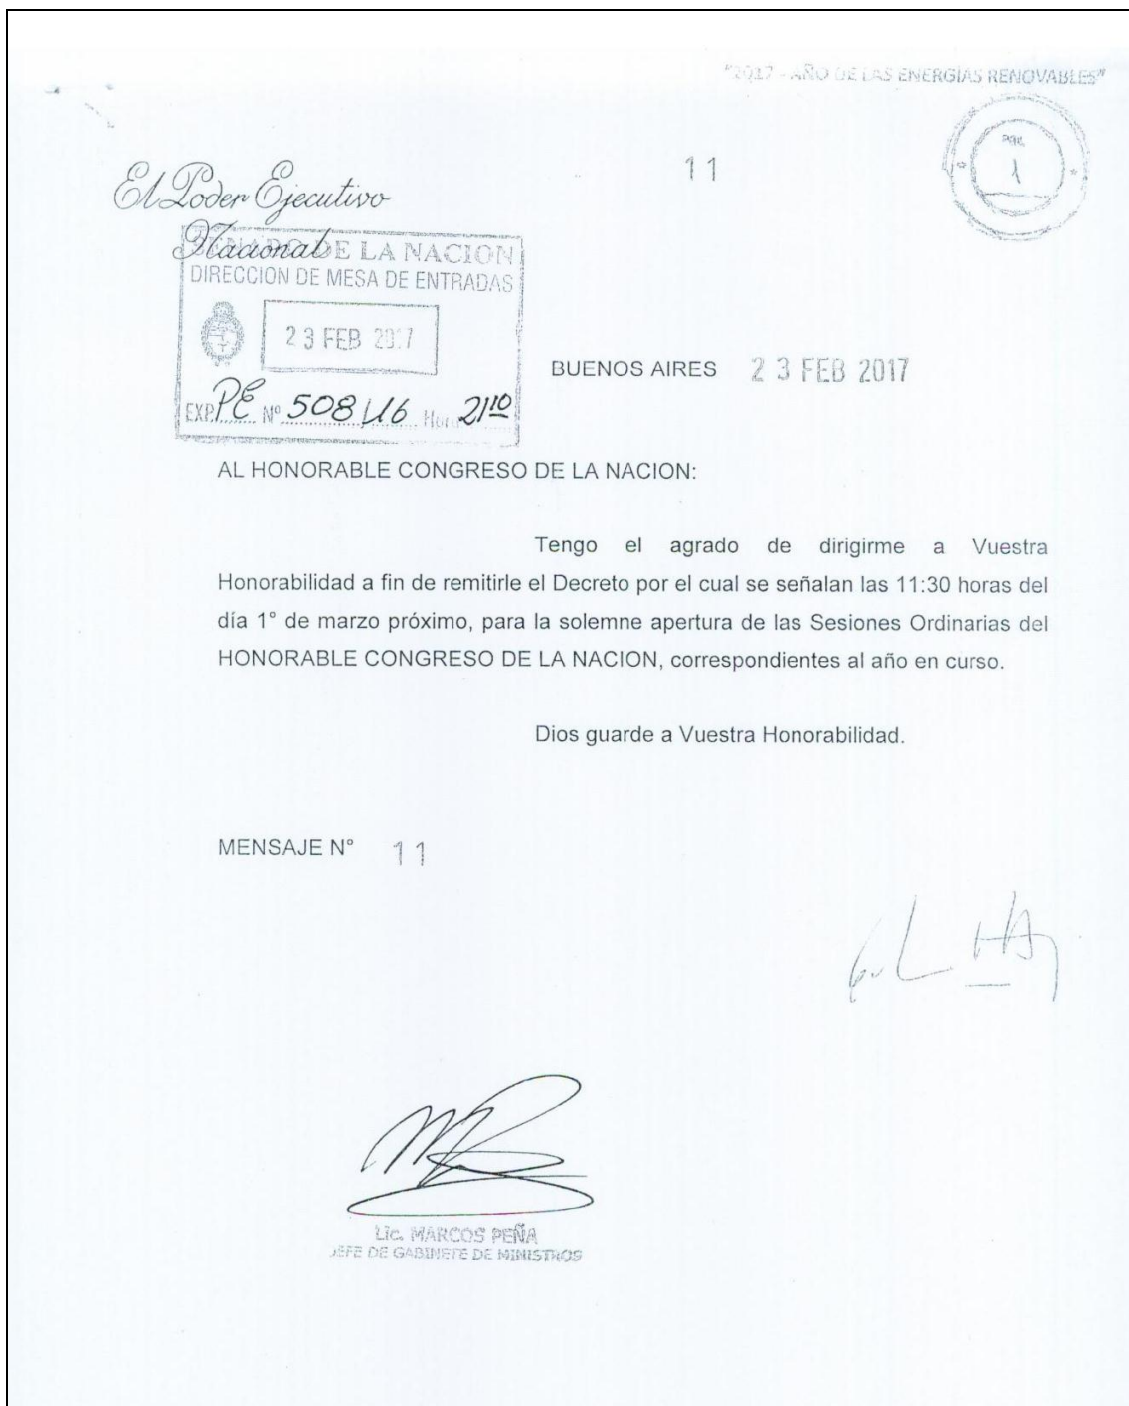 "2017 - AÑO DE LAS ENERGÍAS RENOVABLES"
PAG.
1
11
El Poder Ejecutivo
Nacional
SENADO DE LA NACION
DIRECCION DE MESA DE ENTRADAS
23 FEB 2017
EXP. PE Nº 508/16 Hora 21¹⁰
BUENOS AIRES 23 FEB 2017
AL HONORABLE CONGRESO DE LA NACION:
Tengo el agrado de dirigirme a Vuestra
Honorabilidad a fin de remitirle el Decreto por el cual se señalan las 11:30 horas del
día 1° de marzo próximo, para la solemne apertura de las Sesiones Ordinarias del
HONORABLE CONGRESO DE LA NACION, correspondientes al año en curso.
Dios guarde a Vuestra Honorabilidad.
MENSAJE N° 11
Lic. MARCOS PEÑA
JEFE DE GABINETE DE MINISTROS